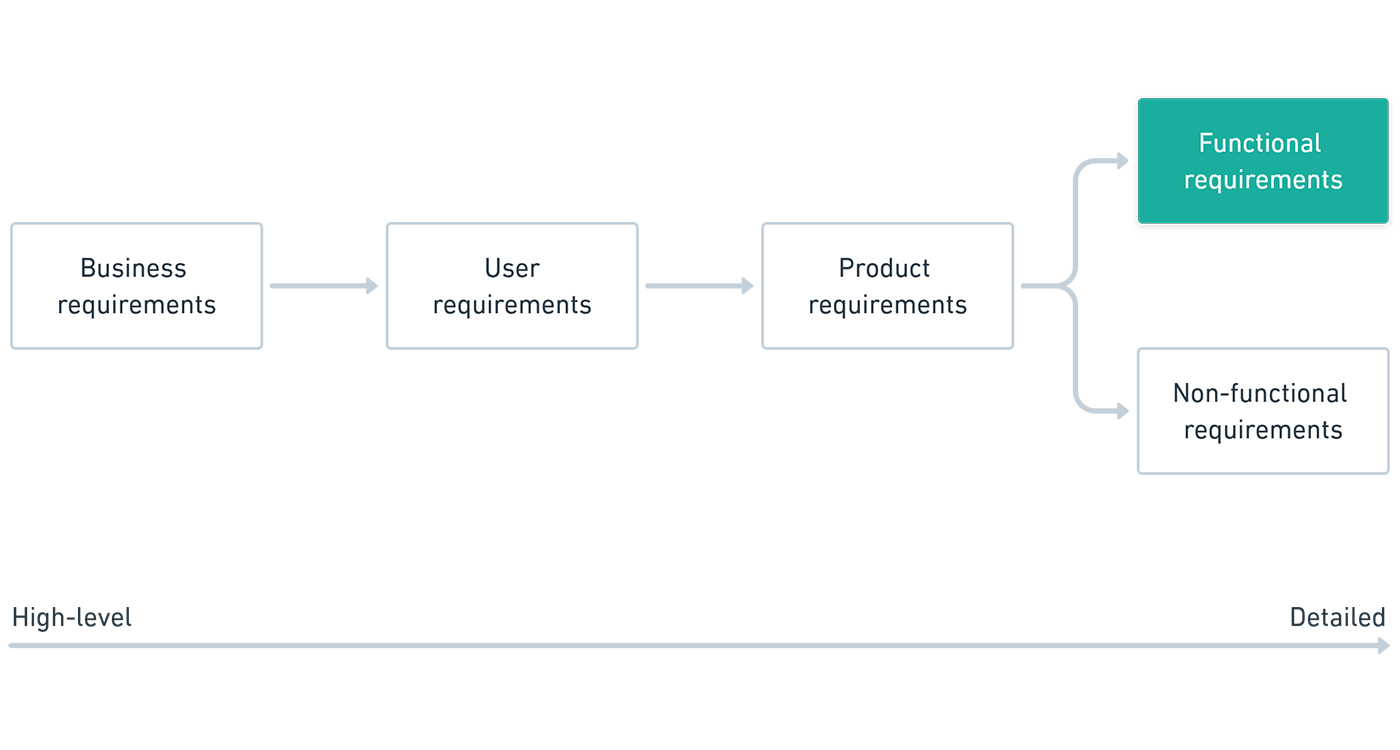 Functional
requirements
Business
requirements
User
requirements
Product
requirements
Non-functional
requirements
High-level
Detailed